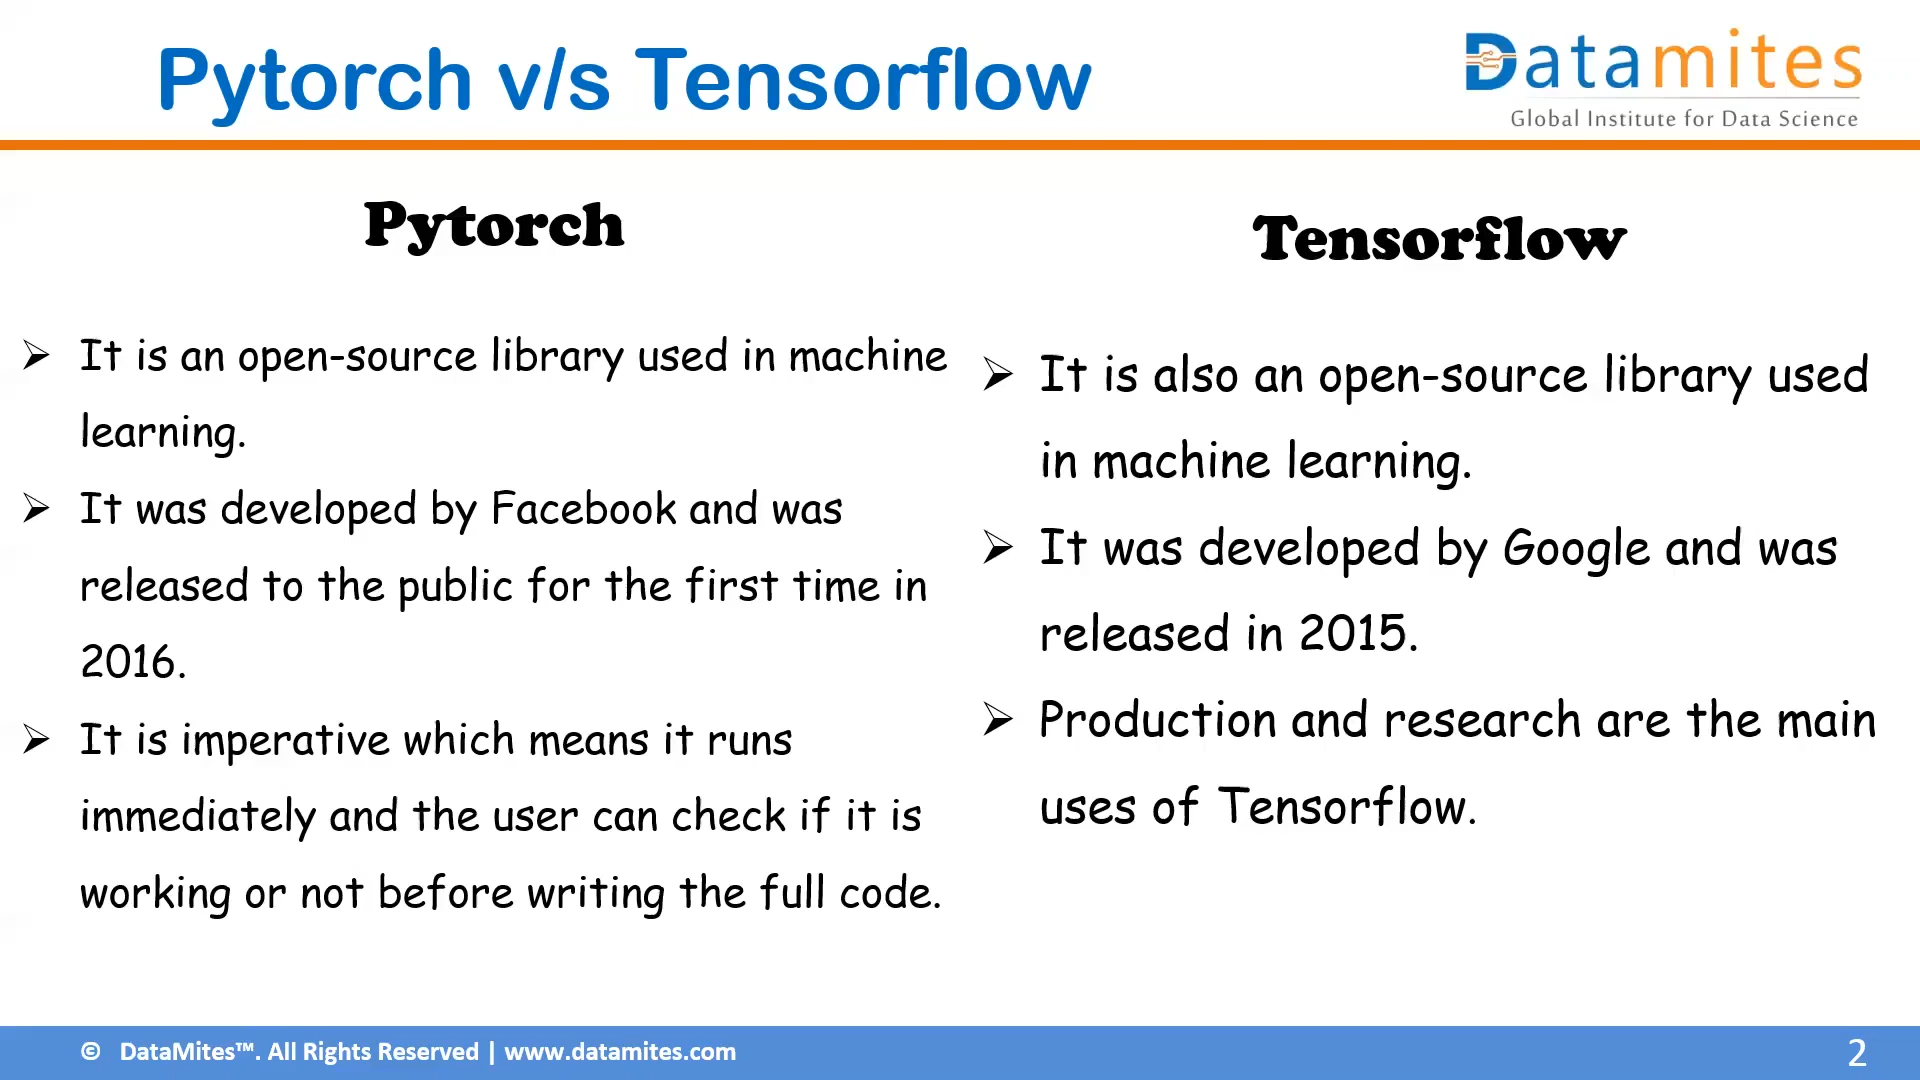 Pytorch v/s Tensorflow
Datamites
Global Institute for Data Science
Pytorch
It is an open-source library used in machine
learning.
It was developed by Facebook and was
released to the public for the first time in
2016.
It is imperative which means it runs
immediately and the user can check if it is
working or not before writing the full code.
Tensorflow
It is also an open-source library used
in machine learning.
It was developed by Google and was
released in 2015.
Production and research are the main
uses of Tensorflow.
© DataMites™. All Rights Reserved | www.datamites.com
2